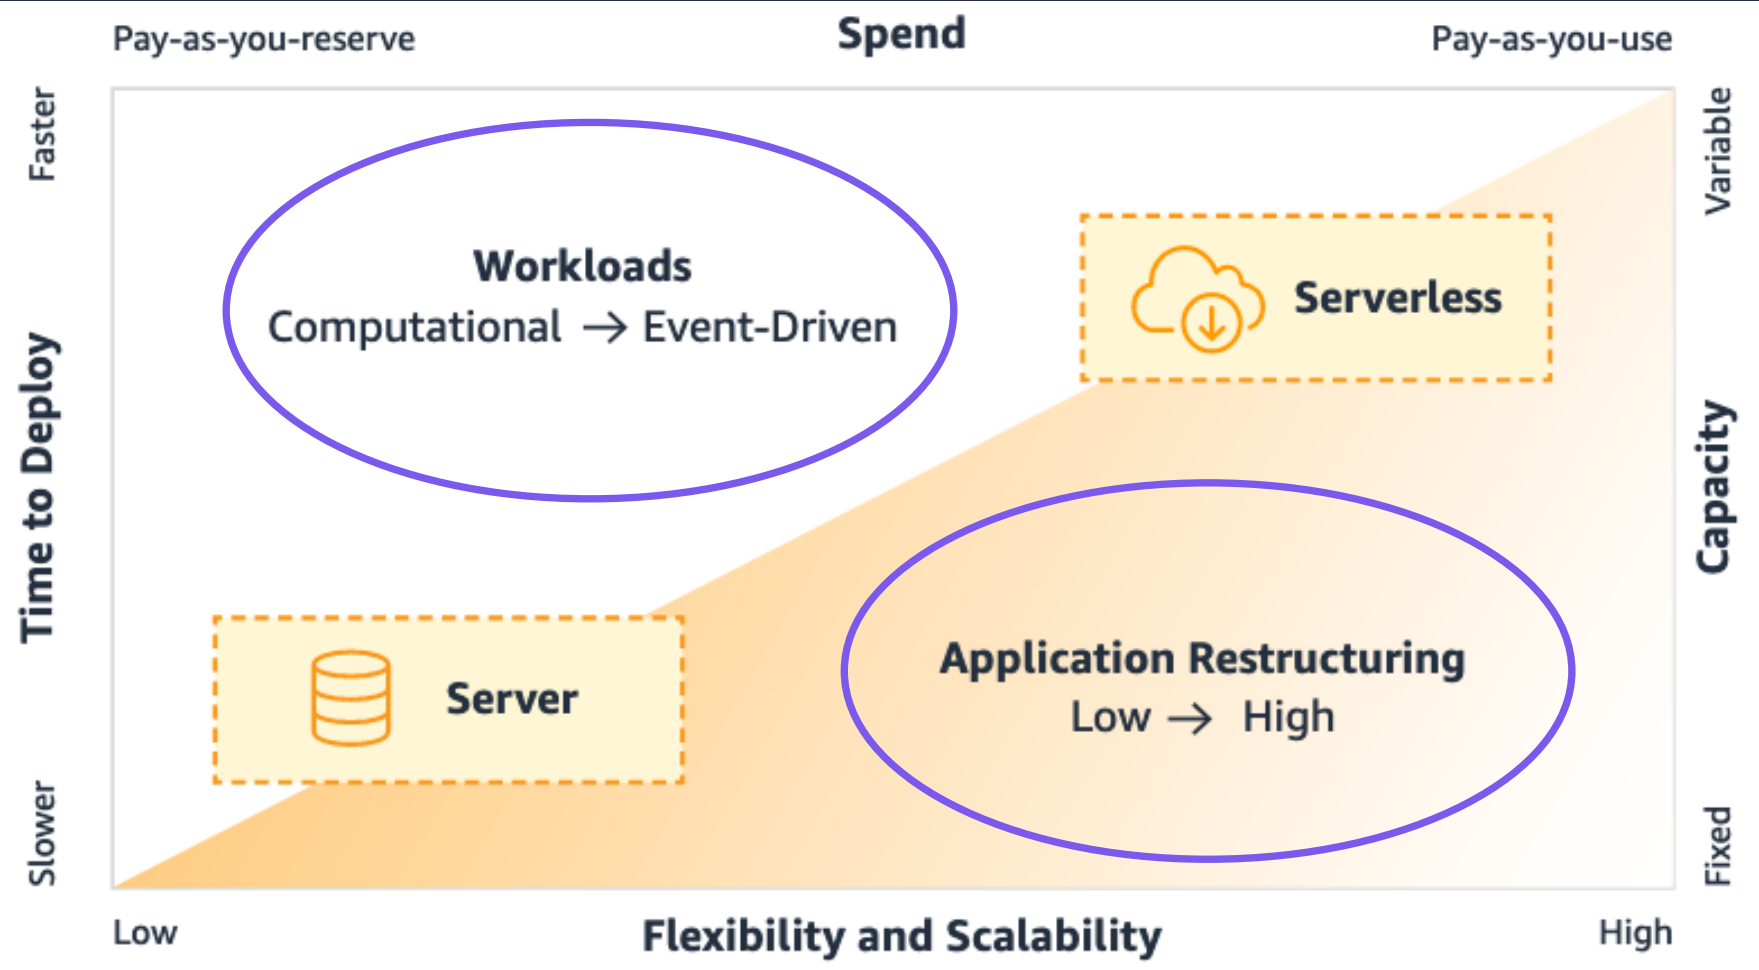 Pay-as-you-reserve
Spend
Pay-as-you-use
Faster
Variable
Workloads
Computational → Event-Driven
Serverless
Time to Deploy
Capacity
Server
Application Restructuring
Low → High
Slower
Fixed
Low
Flexibility and Scalability
High